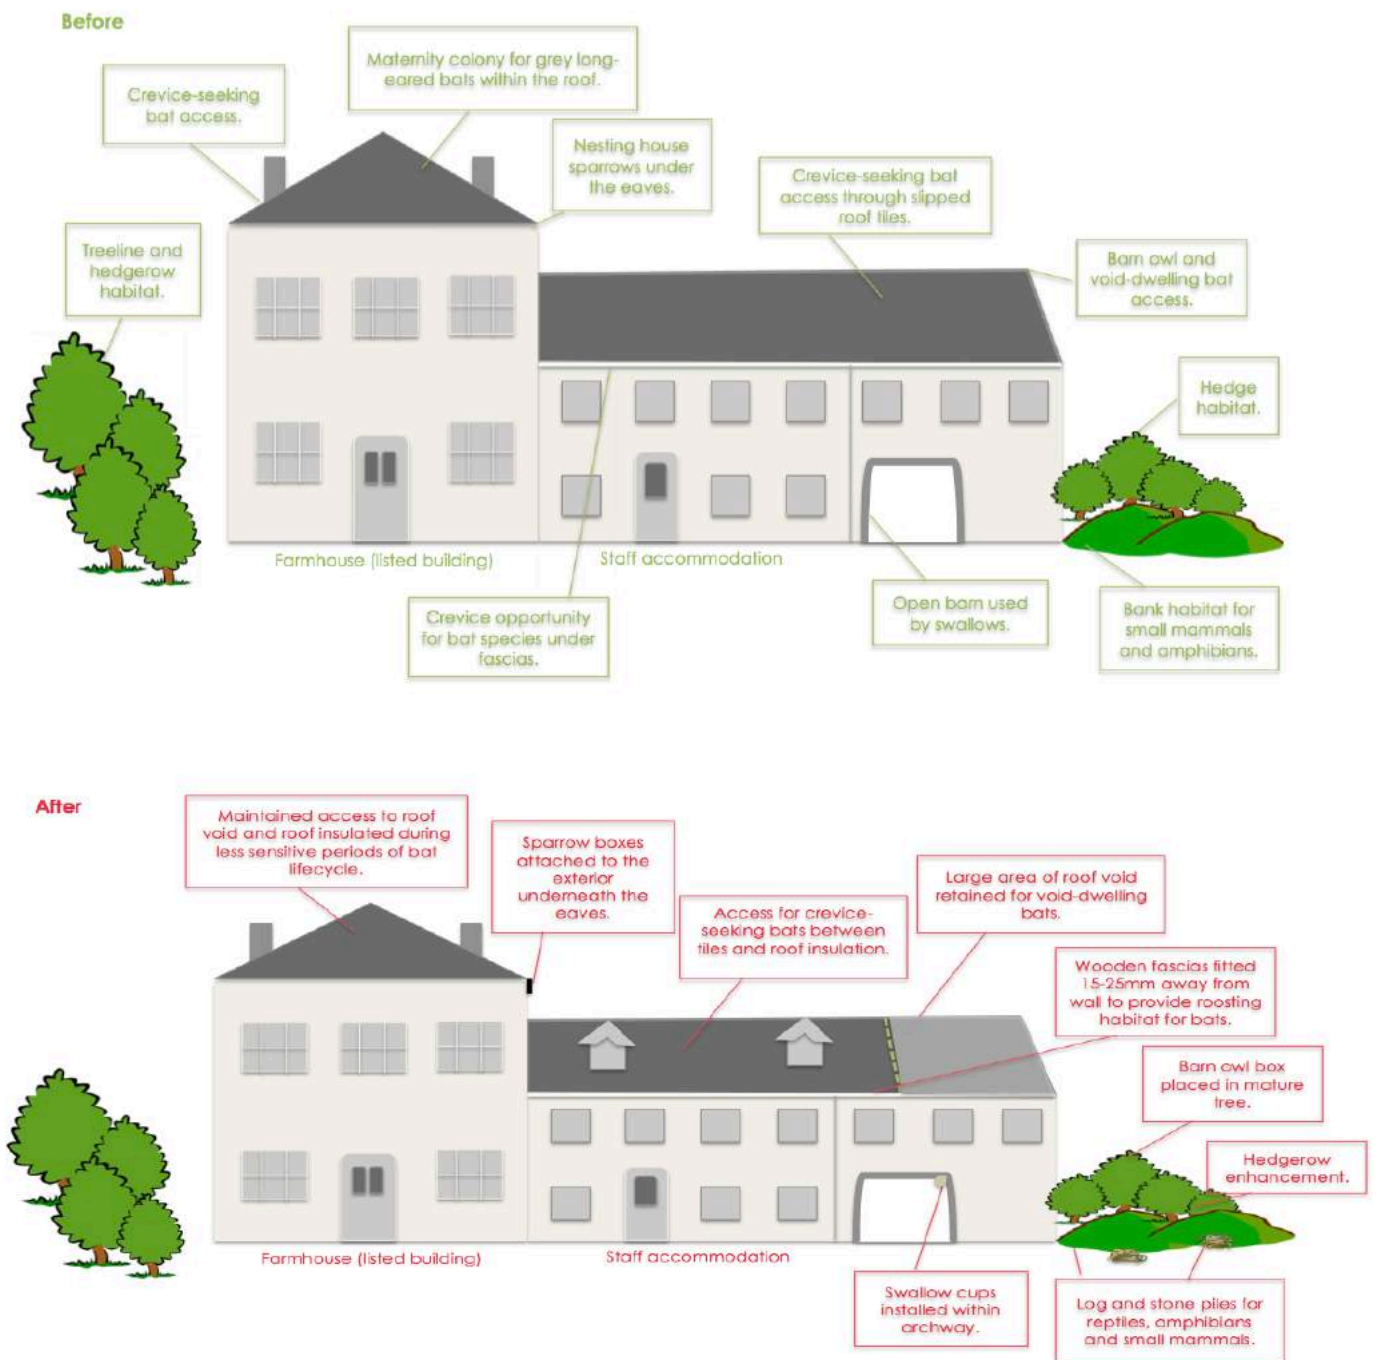 Before
Maternity colony for grey long-
eared bats within the roof.
Crevice-seeking
bat access.
Nesting house
sparrows under
the eaves.
Crevice-seeking bat
access through slipped
roof tiles.
Treeline and
hedgerow
habitat.
Barn owl and
void-dwelling bat
access.
Hedge
habitat.
Farmhouse (listed building)
Staff accommodation
Crevice opportunity
for bat species under
fascias.
Open barn used
by swallows.
Bank habitat for
small mammals
and amphibians.
After
Maintained access to roof
void and roof insulated during
less sensitive periods of bat
lifecycle.
Sparrow boxes
attached to the
exterior
underneath the
eaves.
Access for crevice-
seeking bats between
tiles and roof insulation.
Large area of roof void
retained for void-dwelling
bats.
Wooden fascias fitted
15-25mm away from
wall to provide roosting
habitat for bats.
Barn owl box
placed in mature
tree.
Hedgerow
enhancement.
Farmhouse (listed building)
Staff accommodation
Swallow cups
installed within
archway.
Log and stone piles for
reptiles, amphibians
and small mammals.